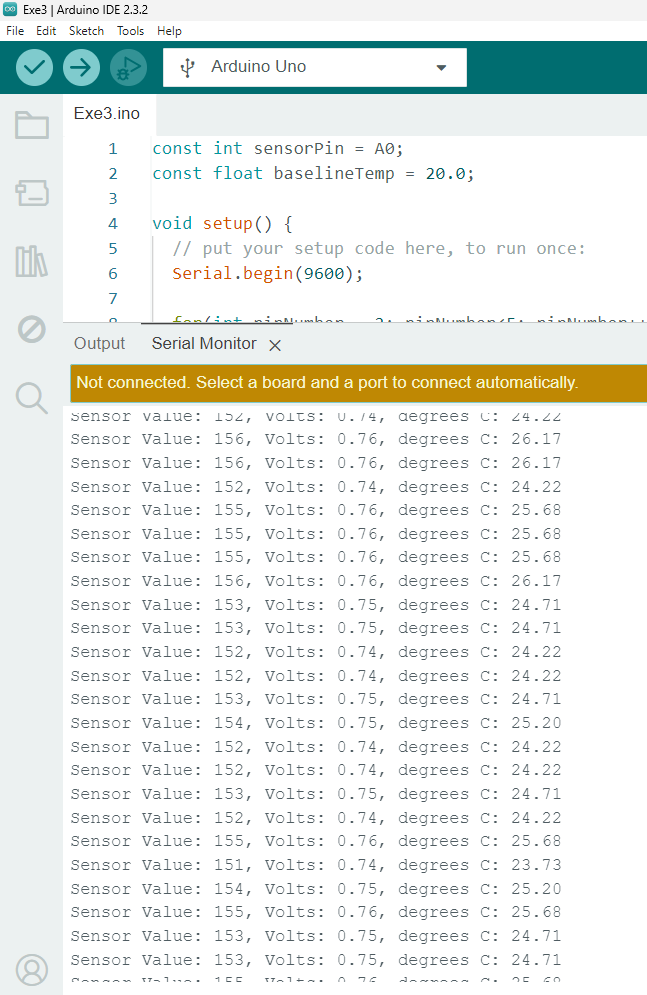 Exe3 | Arduino IDE 2.3.2
File Edit Sketch Tools Help
Arduino Uno
Exe3.ino
1 const int sensorPin = A0;
2 const float baselineTemp = 20.0;
3
4 void setup() {
5 // put your setup code here, to run once:
6 Serial.begin(9600);
7
Output Serial Monitor
Not connected. Select a board and a port to connect automatically.
Sensor Value: 152, Volts: 0.74, degrees C: 24.22
Sensor Value: 156, Volts: 0.76, degrees C: 26.17
Sensor Value: 156, Volts: 0.76, degrees C: 26.17
Sensor Value: 152, Volts: 0.74, degrees C: 24.22
Sensor Value: 155, Volts: 0.76, degrees C: 25.68
Sensor Value: 155, Volts: 0.76, degrees C: 25.68
Sensor Value: 155, Volts: 0.76, degrees C: 25.68
Sensor Value: 156, Volts: 0.76, degrees C: 26.17
Sensor Value: 153, Volts: 0.75, degrees C: 24.71
Sensor Value: 153, Volts: 0.75, degrees C: 24.71
Sensor Value: 152, Volts: 0.74, degrees C: 24.22
Sensor Value: 152, Volts: 0.74, degrees C: 24.22
Sensor Value: 153, Volts: 0.75, degrees C: 24.71
Sensor Value: 154, Volts: 0.75, degrees C: 25.20
Sensor Value: 152, Volts: 0.74, degrees C: 24.22
Sensor Value: 152, Volts: 0.74, degrees C: 24.22
Sensor Value: 153, Volts: 0.75, degrees C: 24.71
Sensor Value: 152, Volts: 0.74, degrees C: 24.22
Sensor Value: 155, Volts: 0.76, degrees C: 25.68
Sensor Value: 151, Volts: 0.74, degrees C: 23.73
Sensor Value: 154, Volts: 0.75, degrees C: 25.20
Sensor Value: 155, Volts: 0.76, degrees C: 25.68
Sensor Value: 153, Volts: 0.75, degrees C: 24.71
Sensor Value: 153, Volts: 0.75, degrees C: 24.71